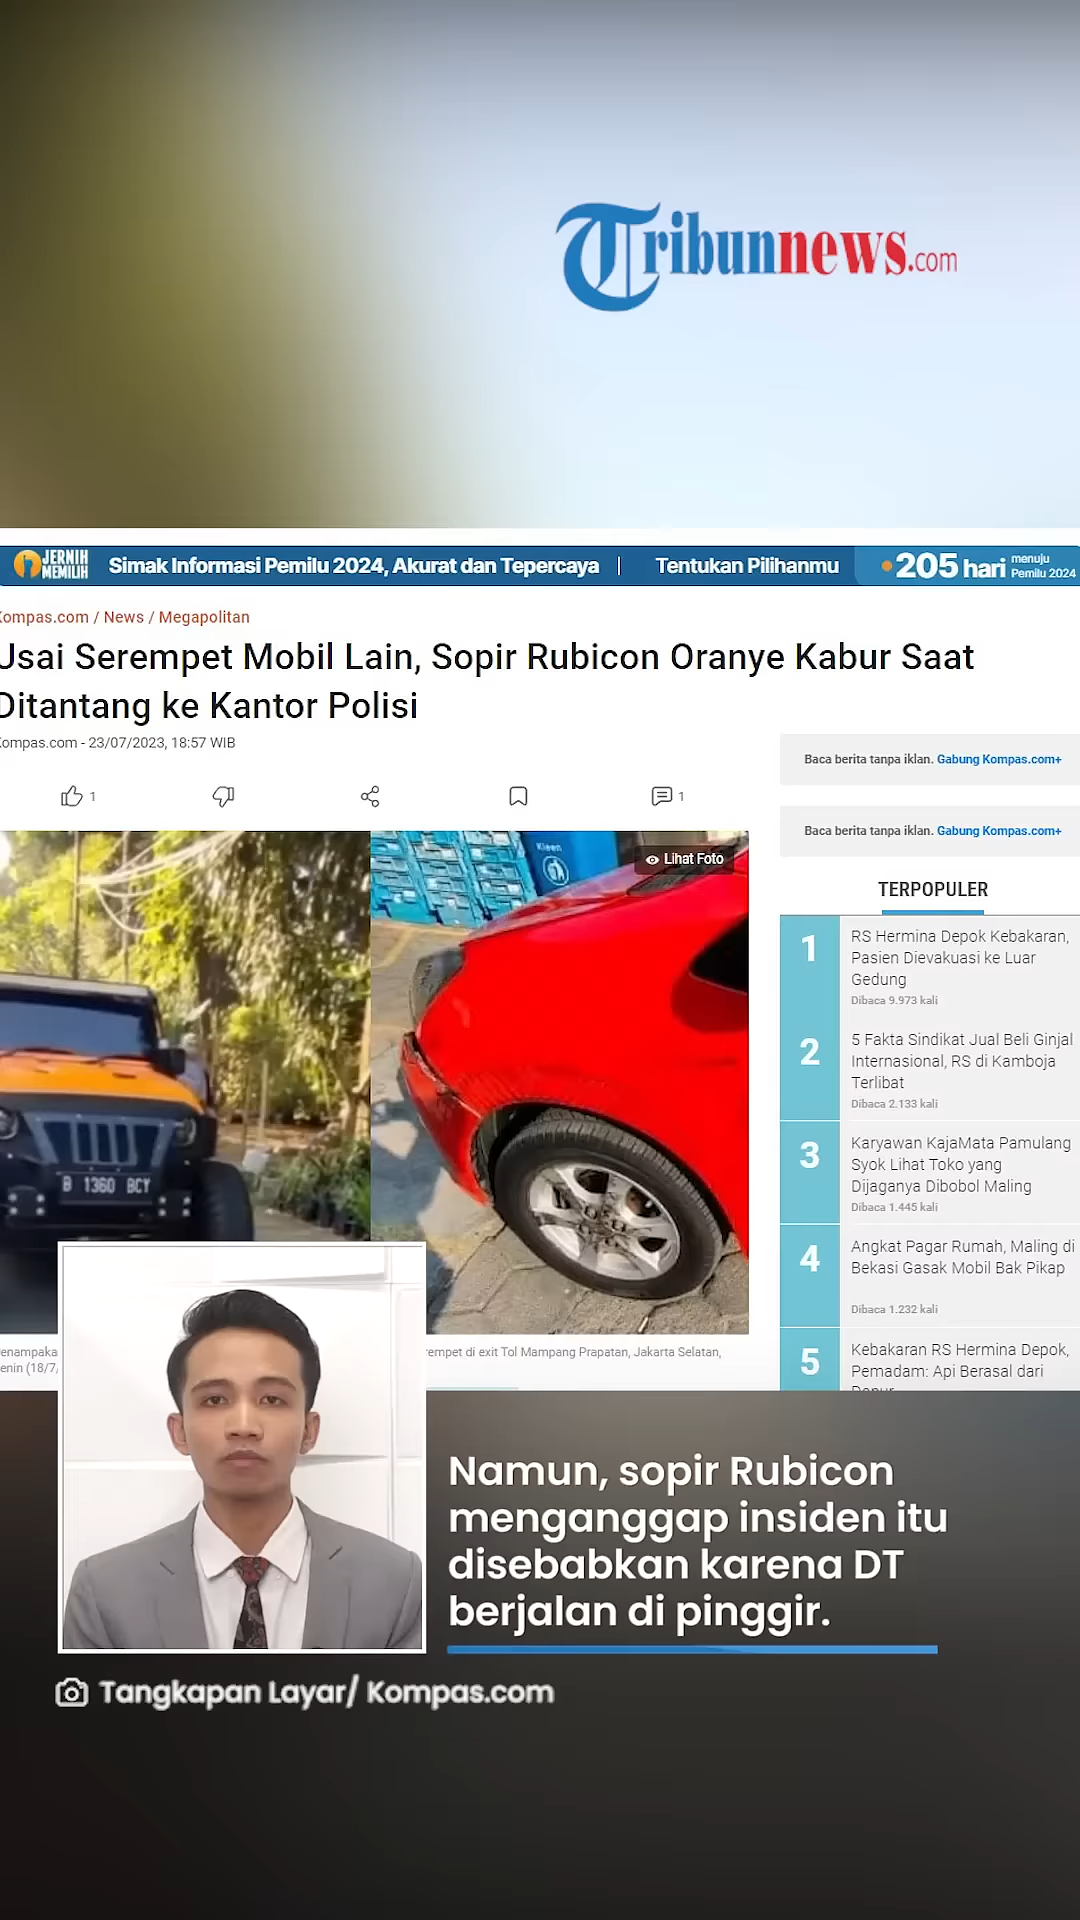 Tribunnews.com
JERNIH MEMILIH
Simak Informasi Pemilu 2024, Akurat dan Tepercaya | Tentukan Pilihanmu
205 hari menuju Pemilu 2024
Kompas.com / News / Megapolitan
Usai Serempet Mobil Lain, Sopir Rubicon Oranye Kabur Saat
Ditantang ke Kantor Polisi
Kompas.com - 23/07/2023, 18:57 WIB
1
1
Baca berita tanpa iklan. Gabung Kompas.com+
Baca berita tanpa iklan. Gabung Kompas.com+
Kleen
Lihat Foto
B 1360 BCY
TERPOPULER
1
RS Hermina Depok Kebakaran,
Pasien Dievakuasi ke Luar
Gedung
Dibaca 9.973 kali
2
5 Fakta Sindikat Jual Beli Ginjal
Internasional, RS di Kamboja
Terlibat
Dibaca 2.133 kali
3
Karyawan KajaMata Pamulang
Syok Lihat Toko yang
Dijaganya Dibobol Maling
Dibaca 1.445 kali
4
Angkat Pagar Rumah, Maling di
Bekasi Gasak Mobil Bak Pikap
Dibaca 1.232 kali
5
Kebakaran RS Hermina Depok,
Pemadam: Api Berasal dari
Dapur
enampaka
rempet di exit Tol Mampang Prapatan, Jakarta Selatan,
enin (18/7/
Namun, sopir Rubicon
menganggap insiden itu
disebabkan karena DT
berjalan di pinggir.
Tangkapan Layar/ Kompas.com